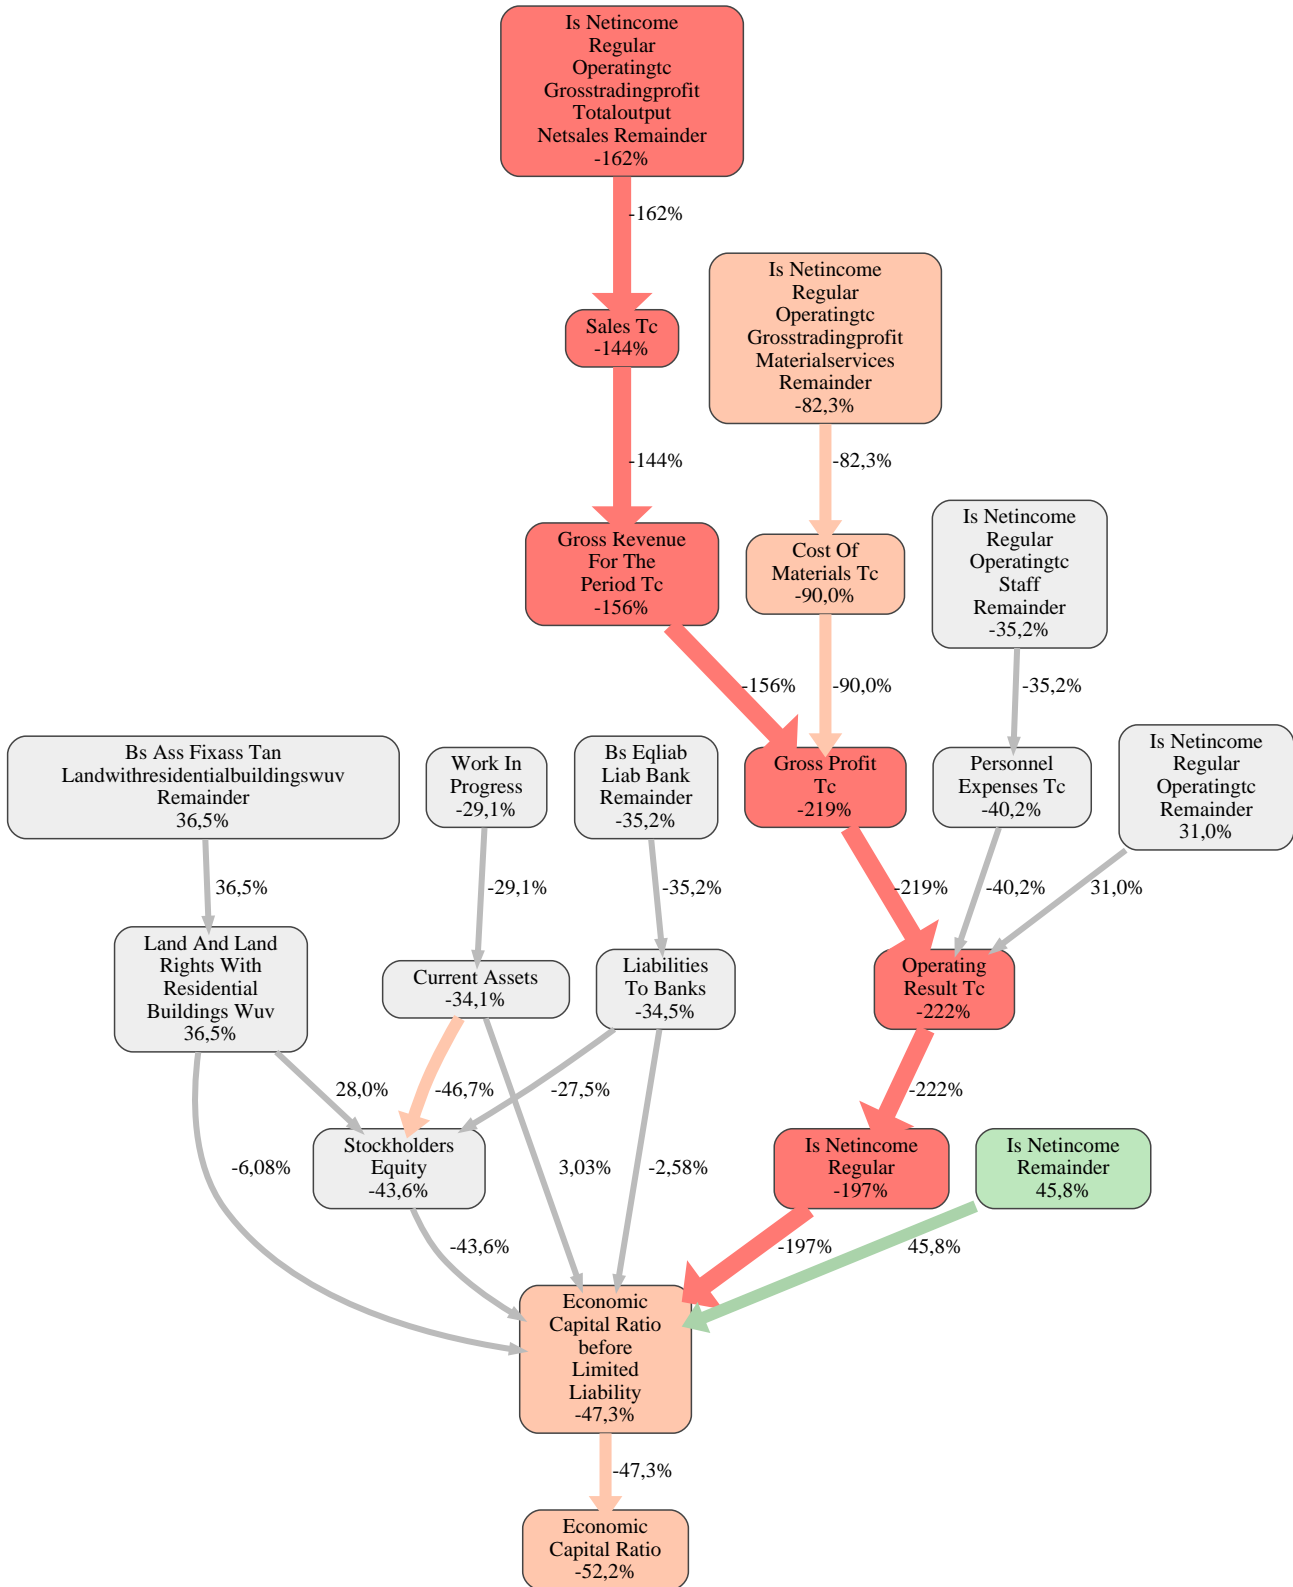 Is Netincome
Regular
Operatingtc
Grosstradingprofit
Totaloutput
Netsales Remainder
-162%
-162%
Is Netincome
Regular
Operatingtc
Grosstradingprofit
Materialservices
Remainder
-82,3%
Sales Tc
-144%
-144%
-82,3%
Is Netincome
Regular
Operatingtc
Staff
Remainder
-35,2%
Gross Revenue
For The
Period Tc
-156%
Cost Of
Materials Tc
-90,0%
-156%
-90,0%
-35,2%
Bs Ass Fixass Tan
Landwithresidentialbuildingswuv
Remainder
36,5%
Work In
Progress
-29,1%
Bs Eqliab
Liab Bank
Remainder
-35,2%
Gross Profit
Tc
-219%
Personnel
Expenses Tc
-40,2%
Is Netincome
Regular
Operatingtc
Remainder
31,0%
36,5%
-29,1%
-35,2%
-219%
-40,2%
31,0%
Land And Land
Rights With
Residential
Buildings Wuv
36,5%
Current Assets
-34,1%
Liabilities
To Banks
-34,5%
Operating
Result Tc
-222%
28,0%
-46,7%
-27,5%
-222%
Stockholders
Equity
-43,6%
Is Netincome
Regular
-197%
Is Netincome
Remainder
45,8%
-6,08%
3,03%
-2,58%
-43,6%
-197%
45,8%
Economic
Capital Ratio
before
Limited
Liability
-47,3%
-47,3%
Economic
Capital Ratio
-52,2%